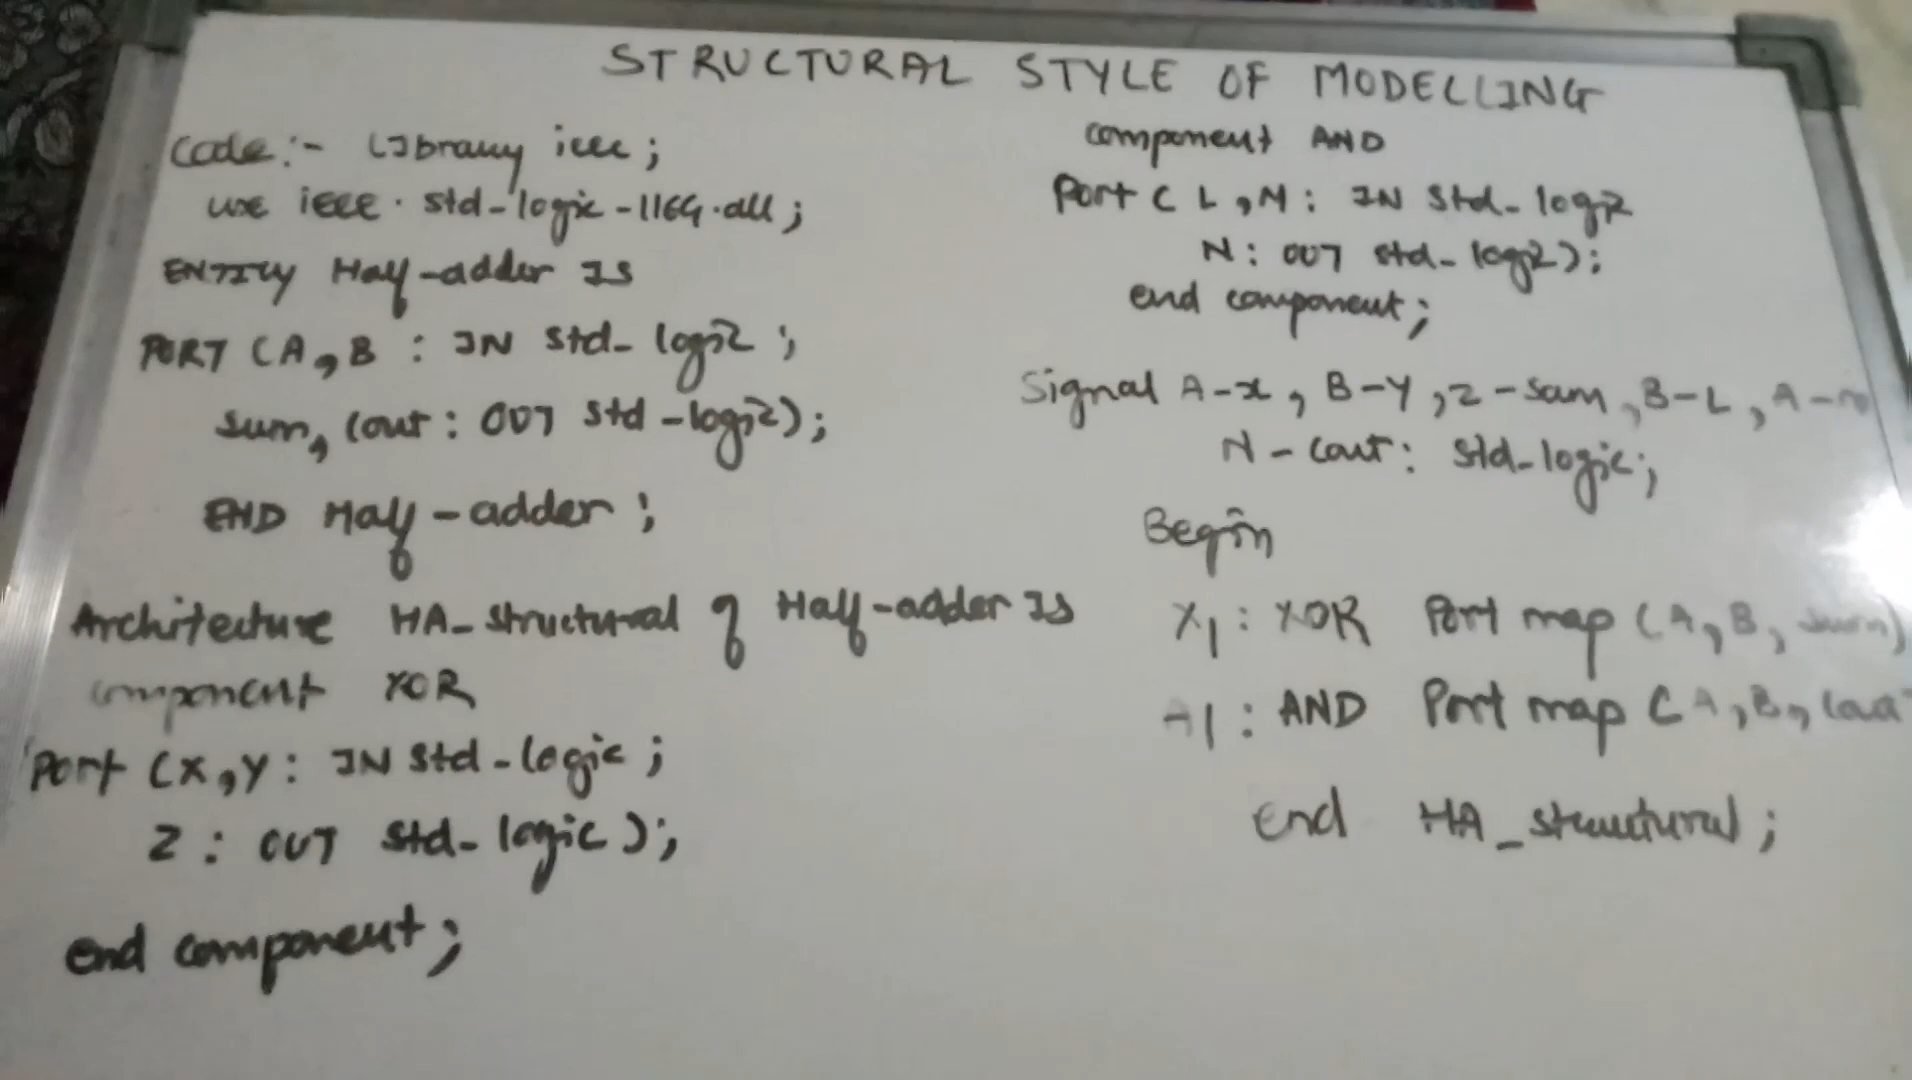 STRUCTURAL STYLE OF MODELLING
Code:- Library ieee;
use ieee.std-logic-1164.all;
ENTITY Half-adder IS
PORT (A, B : IN std-logic;
sum, Cout : OUT std-logic);
END Half-adder;
Architecture HA_structural of Half-adder IS
component XOR
Port (X, Y : IN std-logic;
Z : OUT std-logic);
end component;
component AND
Port ( L, M : IN std-logic
N : OUT std-logic);
end component;
Signal A-x, B-Y, Z-sum, B-L, A-m
N-Cout : std-logic;
Begin
X1 : XOR Port map (A, B, sum)
A1 : AND Port map (A, B, Cout
end HA_structural;